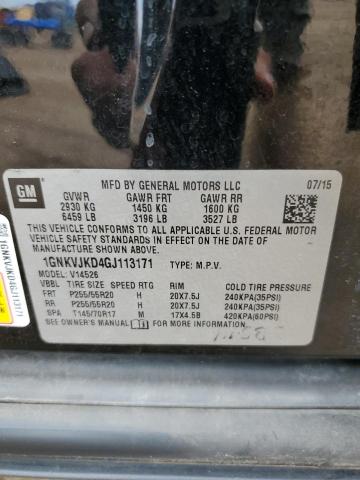 GM
MFD BY GENERAL MOTORS LLC 07/15
GVWR GAWR FRT GAWR RR
2930 KG 1450 KG 1600 KG
6459 LB 3196 LB 3527 LB
THIS VEHICLE CONFORMS TO ALL APPLICABLE U.S. FEDERAL MOTOR
VEHICLE SAFETY STANDARDS IN EFFECT ON THE DATE OF MANUFACTURE
SHOWN ABOVE.
1GNKVJKD4GJ113171 TYPE: M.P.V.
V14526
VBBL TIRE SIZE SPEED RTG RIM COLD TIRE PRESSURE
FRT P255/55R20 H 20X7.5J 240KPA(35PSI)
RR P255/55R20 H 20X7.5J 240KPA(35PSI)
SPA T145/70R17 M 17X4.5B 420KPA(60PSI)
SEE OWNER'S MANUAL FOR MORE INFORMATION.
1GNKVJKD4GJ113171